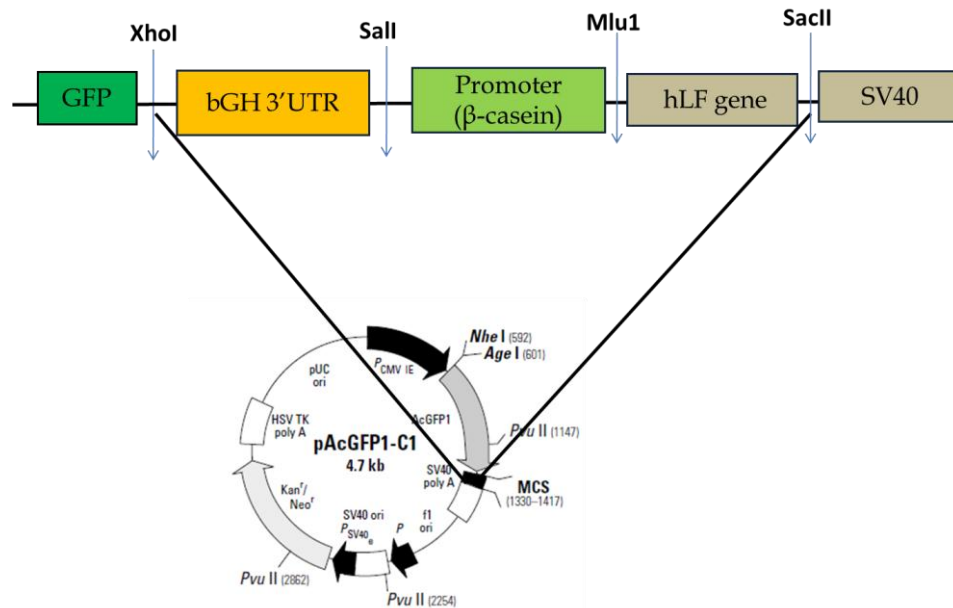 XhoI
SalI
Mlu1
SacII
GFP
bGH 3’UTR
Promoter
(β-casein)
hLF gene
SV40
Nhe I (592)
Age I (601)
P CMV IE
pUC
ori
HSV TK
poly A
AcGFP1
Pvu II (1147)
pAcGFP1-C1
4.7 kb
SV40
poly A
MCS
(1330–1417)
Kanr/
Neor
SV40 ori
P SV40e
P
f1
ori
Pvu II (2862)
Pvu II (2254)